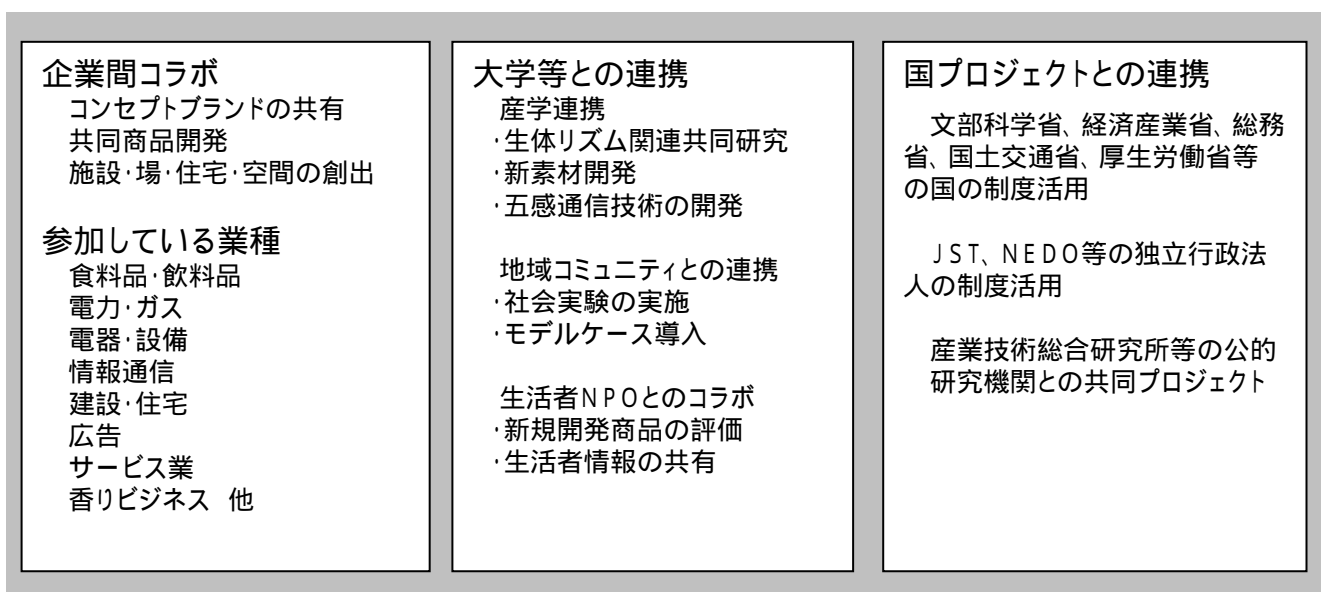 企業間コラボ
コンセプトブランドの共有
共同商品開発
施設・場・住宅・空間の創出
参加している業種
食料品・飲料品
電力・ガス
電器・設備
情報通信
建設・住宅
広告
サービス業
香りビジネス 他
大学等との連携
産学連携
・生体リズム関連共同研究
・新素材開発
・五感通信技術の開発
地域コミュニティとの連携
・社会実験の実施
・モデルケース導入
生活者NPOとのコラボ
・新規開発商品の評価
・生活者情報の共有
国プロジェクトとの連携
文部科学省、経済産業省、総務
省、国土交通省、厚生労働省等
の国の制度活用
JST、NEDO等の独立行政法
人の制度活用
産業技術総合研究所等の公的
研究機関との共同プロジェクト